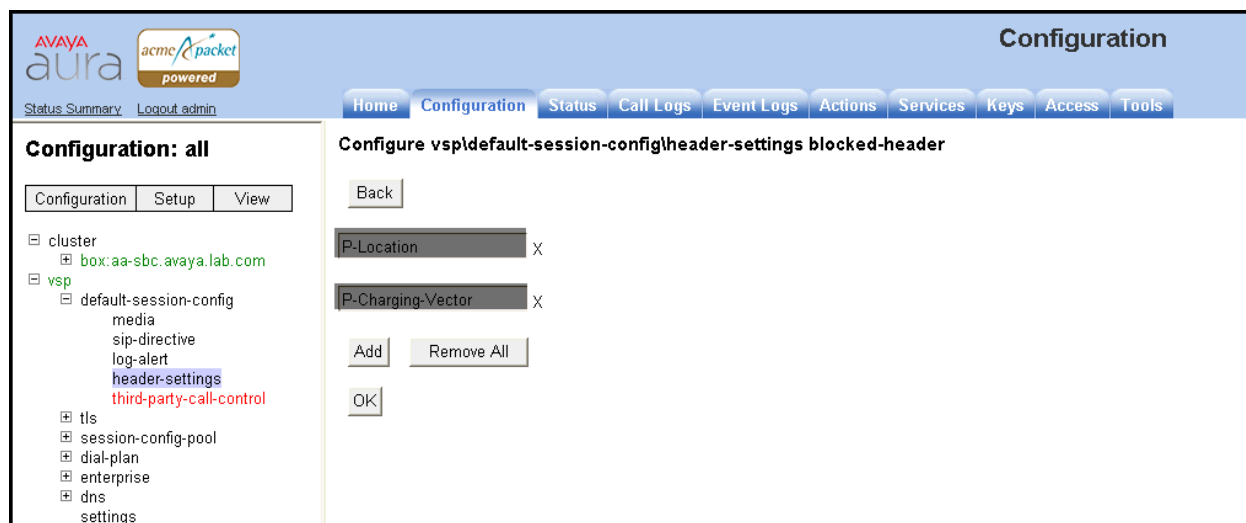 AVAYA
aura
acme packet
powered
Configuration
Status Summary Logout admin
Home Configuration Status Call Logs Event Logs Actions Services Keys Access Tools
Configuration: all
Configuration Setup View
cluster
box:aa-sbc.avaya.lab.com
vsp
default-session-config
media
sip-directive
log-alert
header-settings
third-party-call-control
tls
session-config-pool
dial-plan
enterprise
dns
settings
Configure vsp\default-session-config\header-settings blocked-header
Back
P-Location X
P-Charging-Vector X
Add Remove All
OK